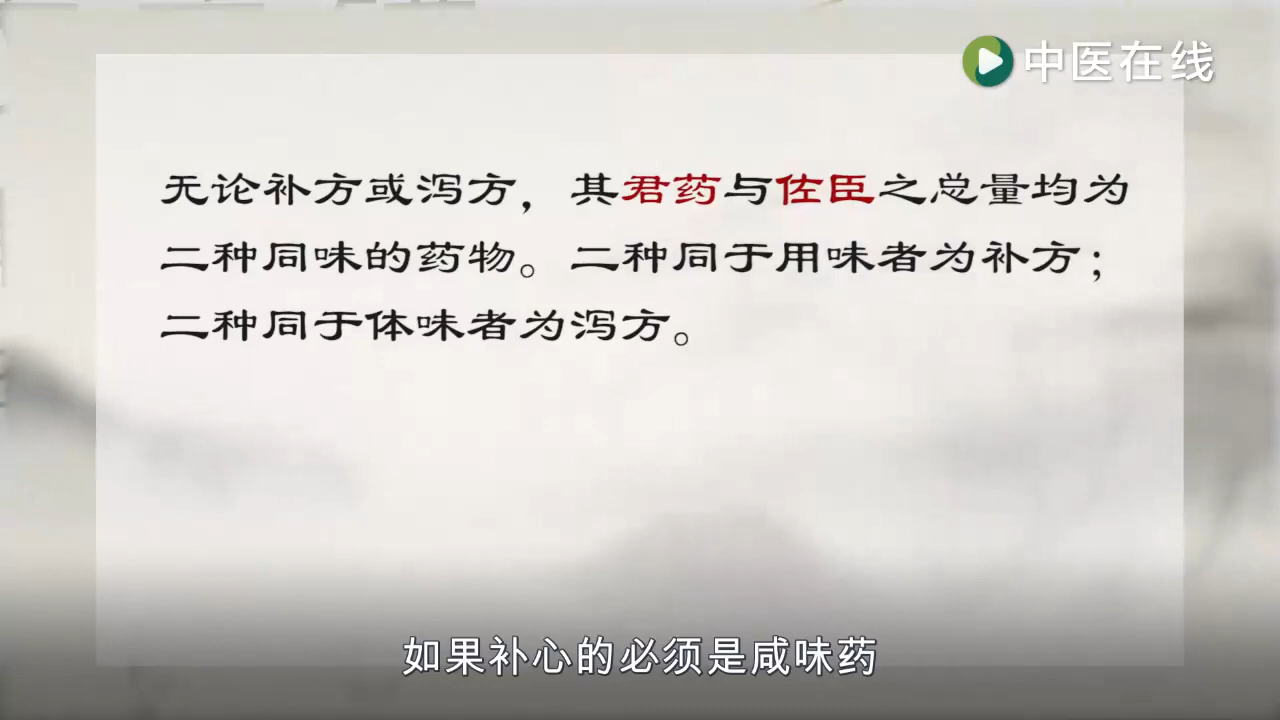 中医在线
无论补方或泻方，其君药与佐臣之总量均为
二种同味的药物。二种同于用味者为补方；
二种同于体味者为泻方。
如果补心的必须是咸味药